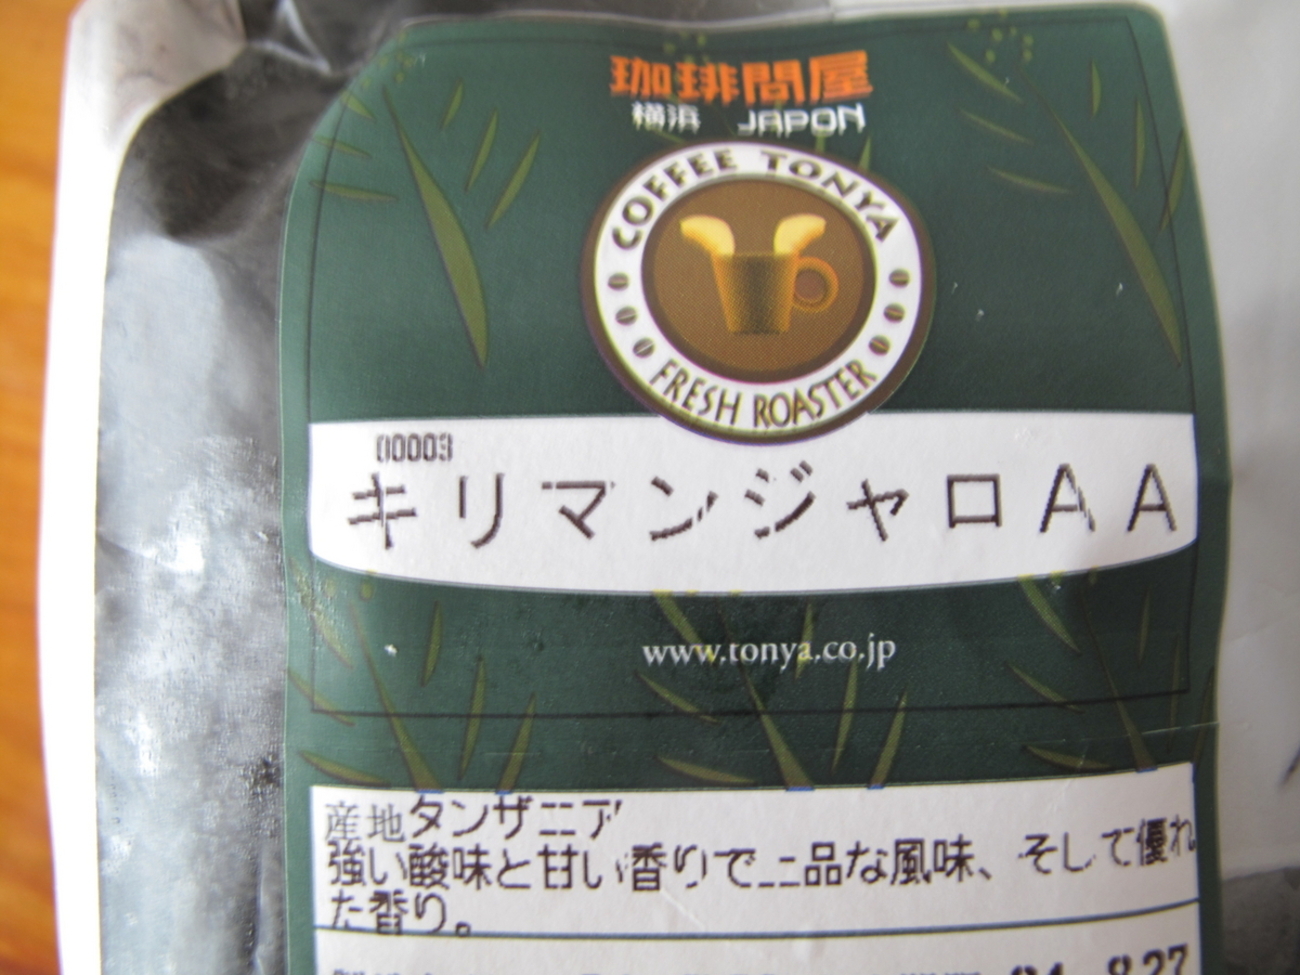 珈琲問屋
横浜 JAPON
COFFEE TONYA
FRESH ROASTER
00003
キリマンジャロAA
www.tonya.co.jp
産地タンザニア
強い酸味と甘い香りで上品な風味、そして優れ
た香り。